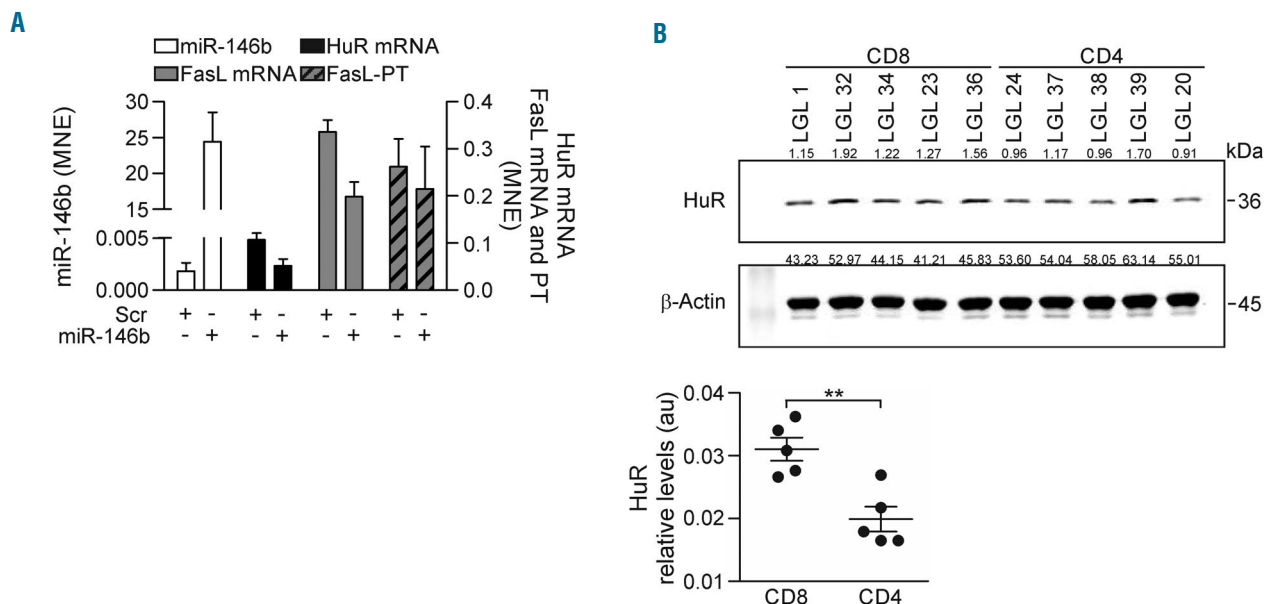 A
miR-146b HuR mRNA
FasL mRNA FasL-PT
miR-146b (MNE)
30
25
20
15
0.005
0.000
0.4
0.3
0.2
0.1
0.0
HuR mRNA
FasL mRNA and PT
(MNE)
Scr + - + - + - + -
miR-146b - + - + - + - +
B
CD8 CD4
LGL 1 LGL 32 LGL 34 LGL 23 LGL 36 LGL 24 LGL 37 LGL 38 LGL 39 LGL 20
1.15 1.92 1.22 1.27 1.56 0.96 1.17 0.96 1.70 0.91 kDa
HuR -36
43.23 52.97 44.15 41.21 45.83 53.60 54.04 58.05 63.14 55.01
β-Actin -45
HuR
relative levels (au)
0.04
0.03
0.02
0.01
**
CD8 CD4